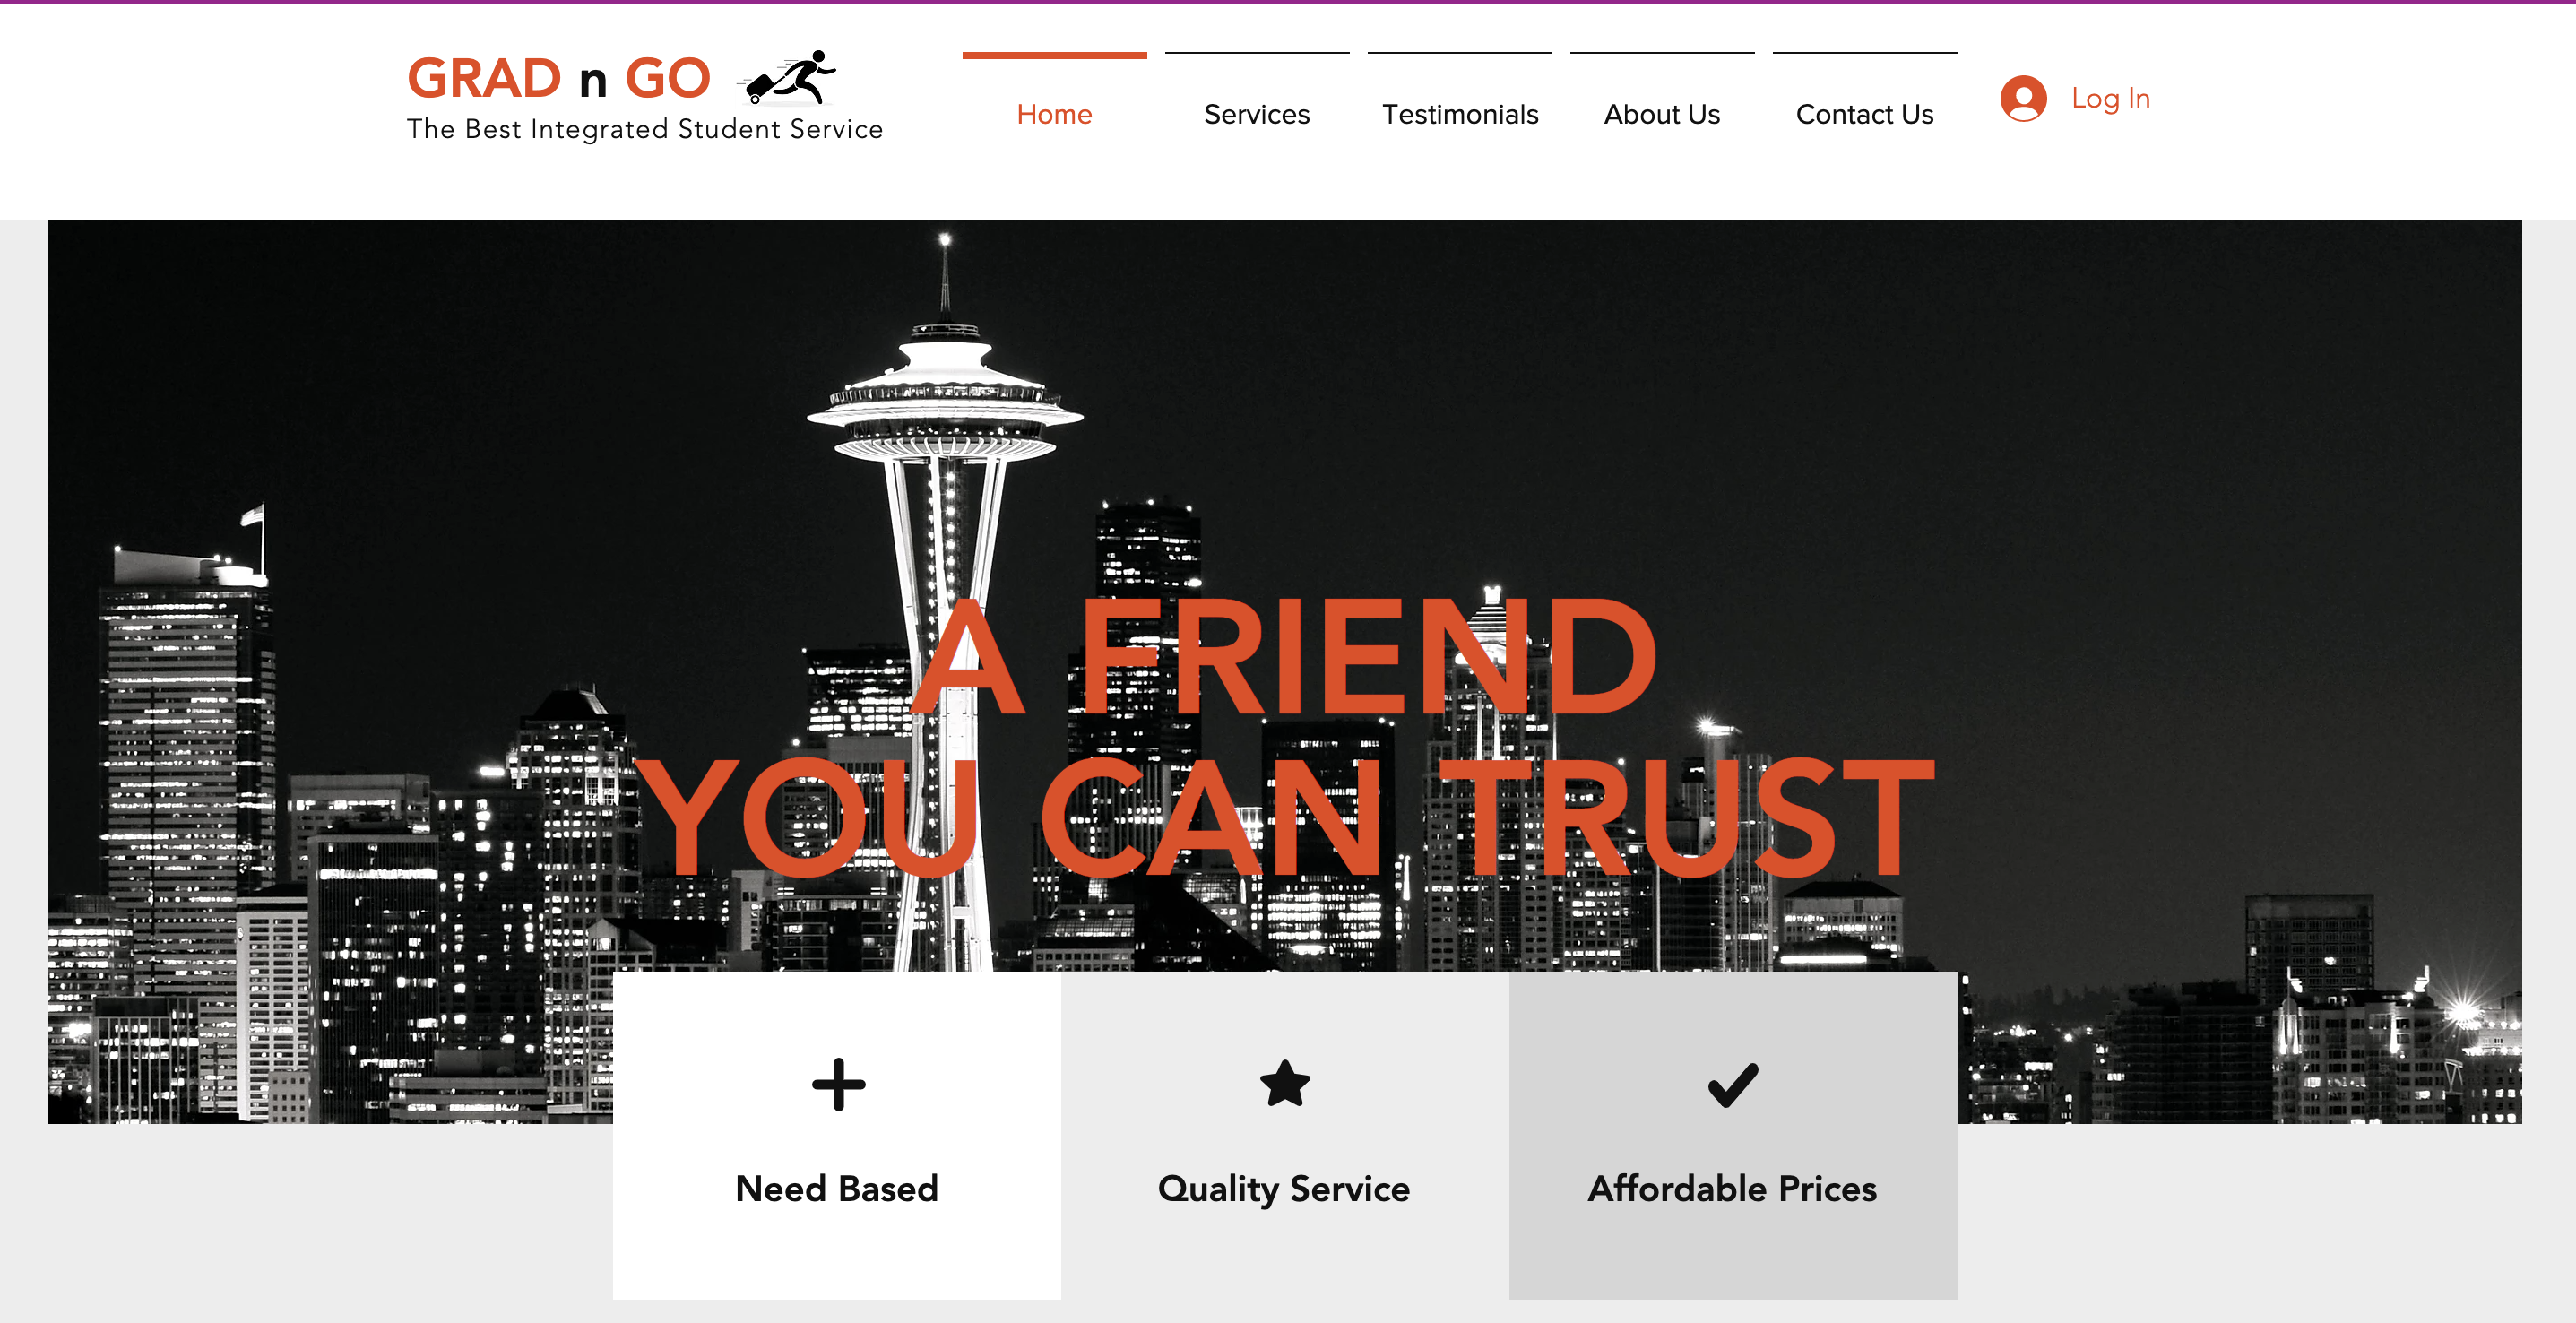 GRAD n GO
The Best Integrated Student Service
Home
Services
Testimonials
About Us
Contact Us
Log In
A FRIEND
YOU CAN TRUST
Need Based
Quality Service
Affordable Prices